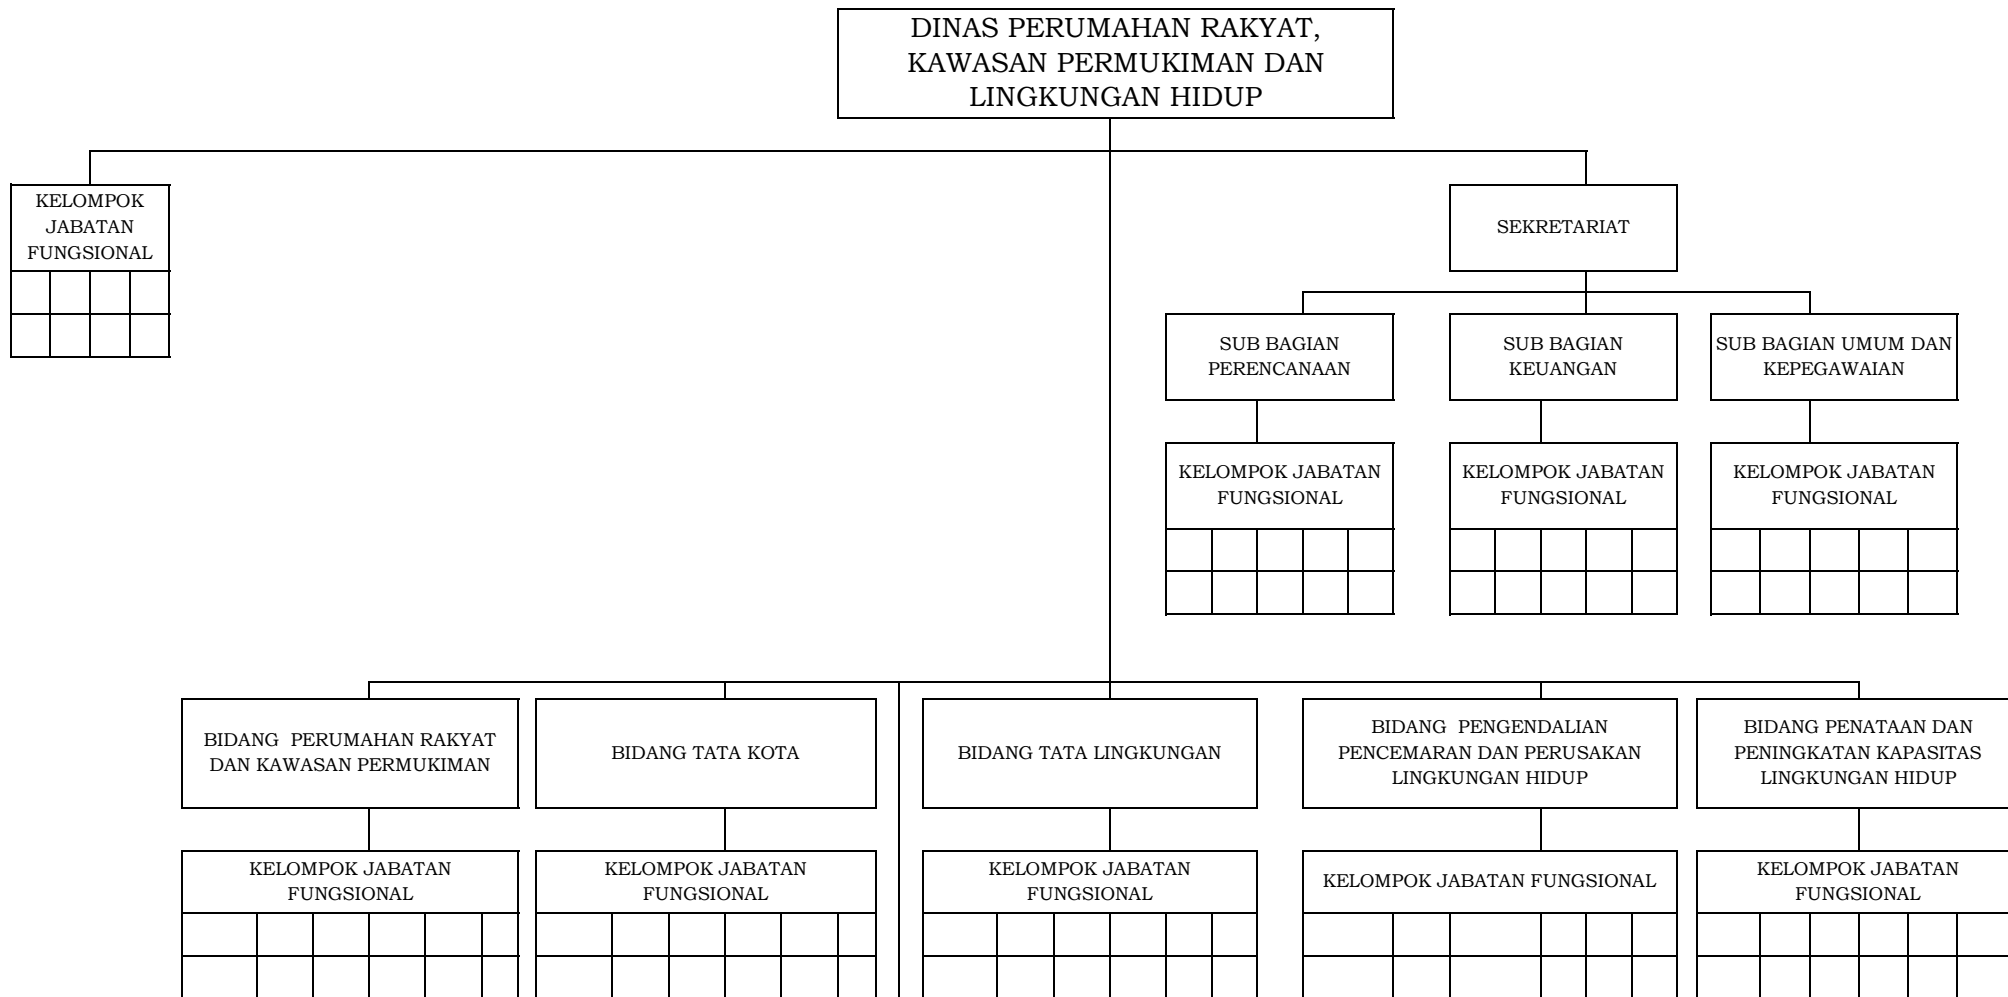 DINAS PERUMAHAN RAKYAT,
KAWASAN PERMUKIMAN DAN
LINGKUNGAN HIDUP
KELOMPOK
JABATAN
FUNGSIONAL
SEKRETARIAT
SUB BAGIAN
PERENCANAAN
SUB BAGIAN
KEUANGAN
SUB BAGIAN UMUM DAN
KEPEGAWAIAN
KELOMPOK JABATAN
FUNGSIONAL
KELOMPOK JABATAN
FUNGSIONAL
KELOMPOK JABATAN
FUNGSIONAL
BIDANG  PERUMAHAN RAKYAT
DAN KAWASAN PERMUKIMAN
BIDANG TATA KOTA
BIDANG TATA LINGKUNGAN
BIDANG  PENGENDALIAN
PENCEMARAN DAN PERUSAKAN
LINGKUNGAN HIDUP
BIDANG PENATAAN DAN
PENINGKATAN KAPASITAS
LINGKUNGAN HIDUP
KELOMPOK JABATAN
FUNGSIONAL
KELOMPOK JABATAN
FUNGSIONAL
KELOMPOK JABATAN
FUNGSIONAL
KELOMPOK JABATAN FUNGSIONAL
KELOMPOK JABATAN
FUNGSIONAL